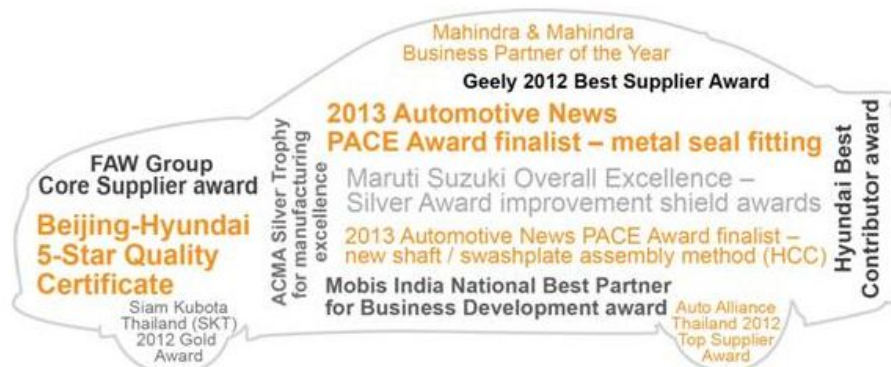 Mahindra & Mahindra
Business Partner of the Year
Geely 2012 Best Supplier Award
2013 Automotive News
PACE Award finalist – metal seal fitting
FAW Group
Core Supplier award
ACMA Silver Trophy
for manufacturing
excellence
Maruti Suzuki Overall Excellence –
Silver Award improvement shield awards
Hyundai Best
Contributor award
Beijing-Hyundai
5-Star Quality
Certificate
2013 Automotive News PACE Award finalist –
new shaft / swashplate assembly method (HCC)
Mobis India National Best Partner
for Business Development award
Siam Kubota
Thailand (SKT)
2012 Gold
Award
Auto Alliance
Thailand 2012
Top Supplier
Award